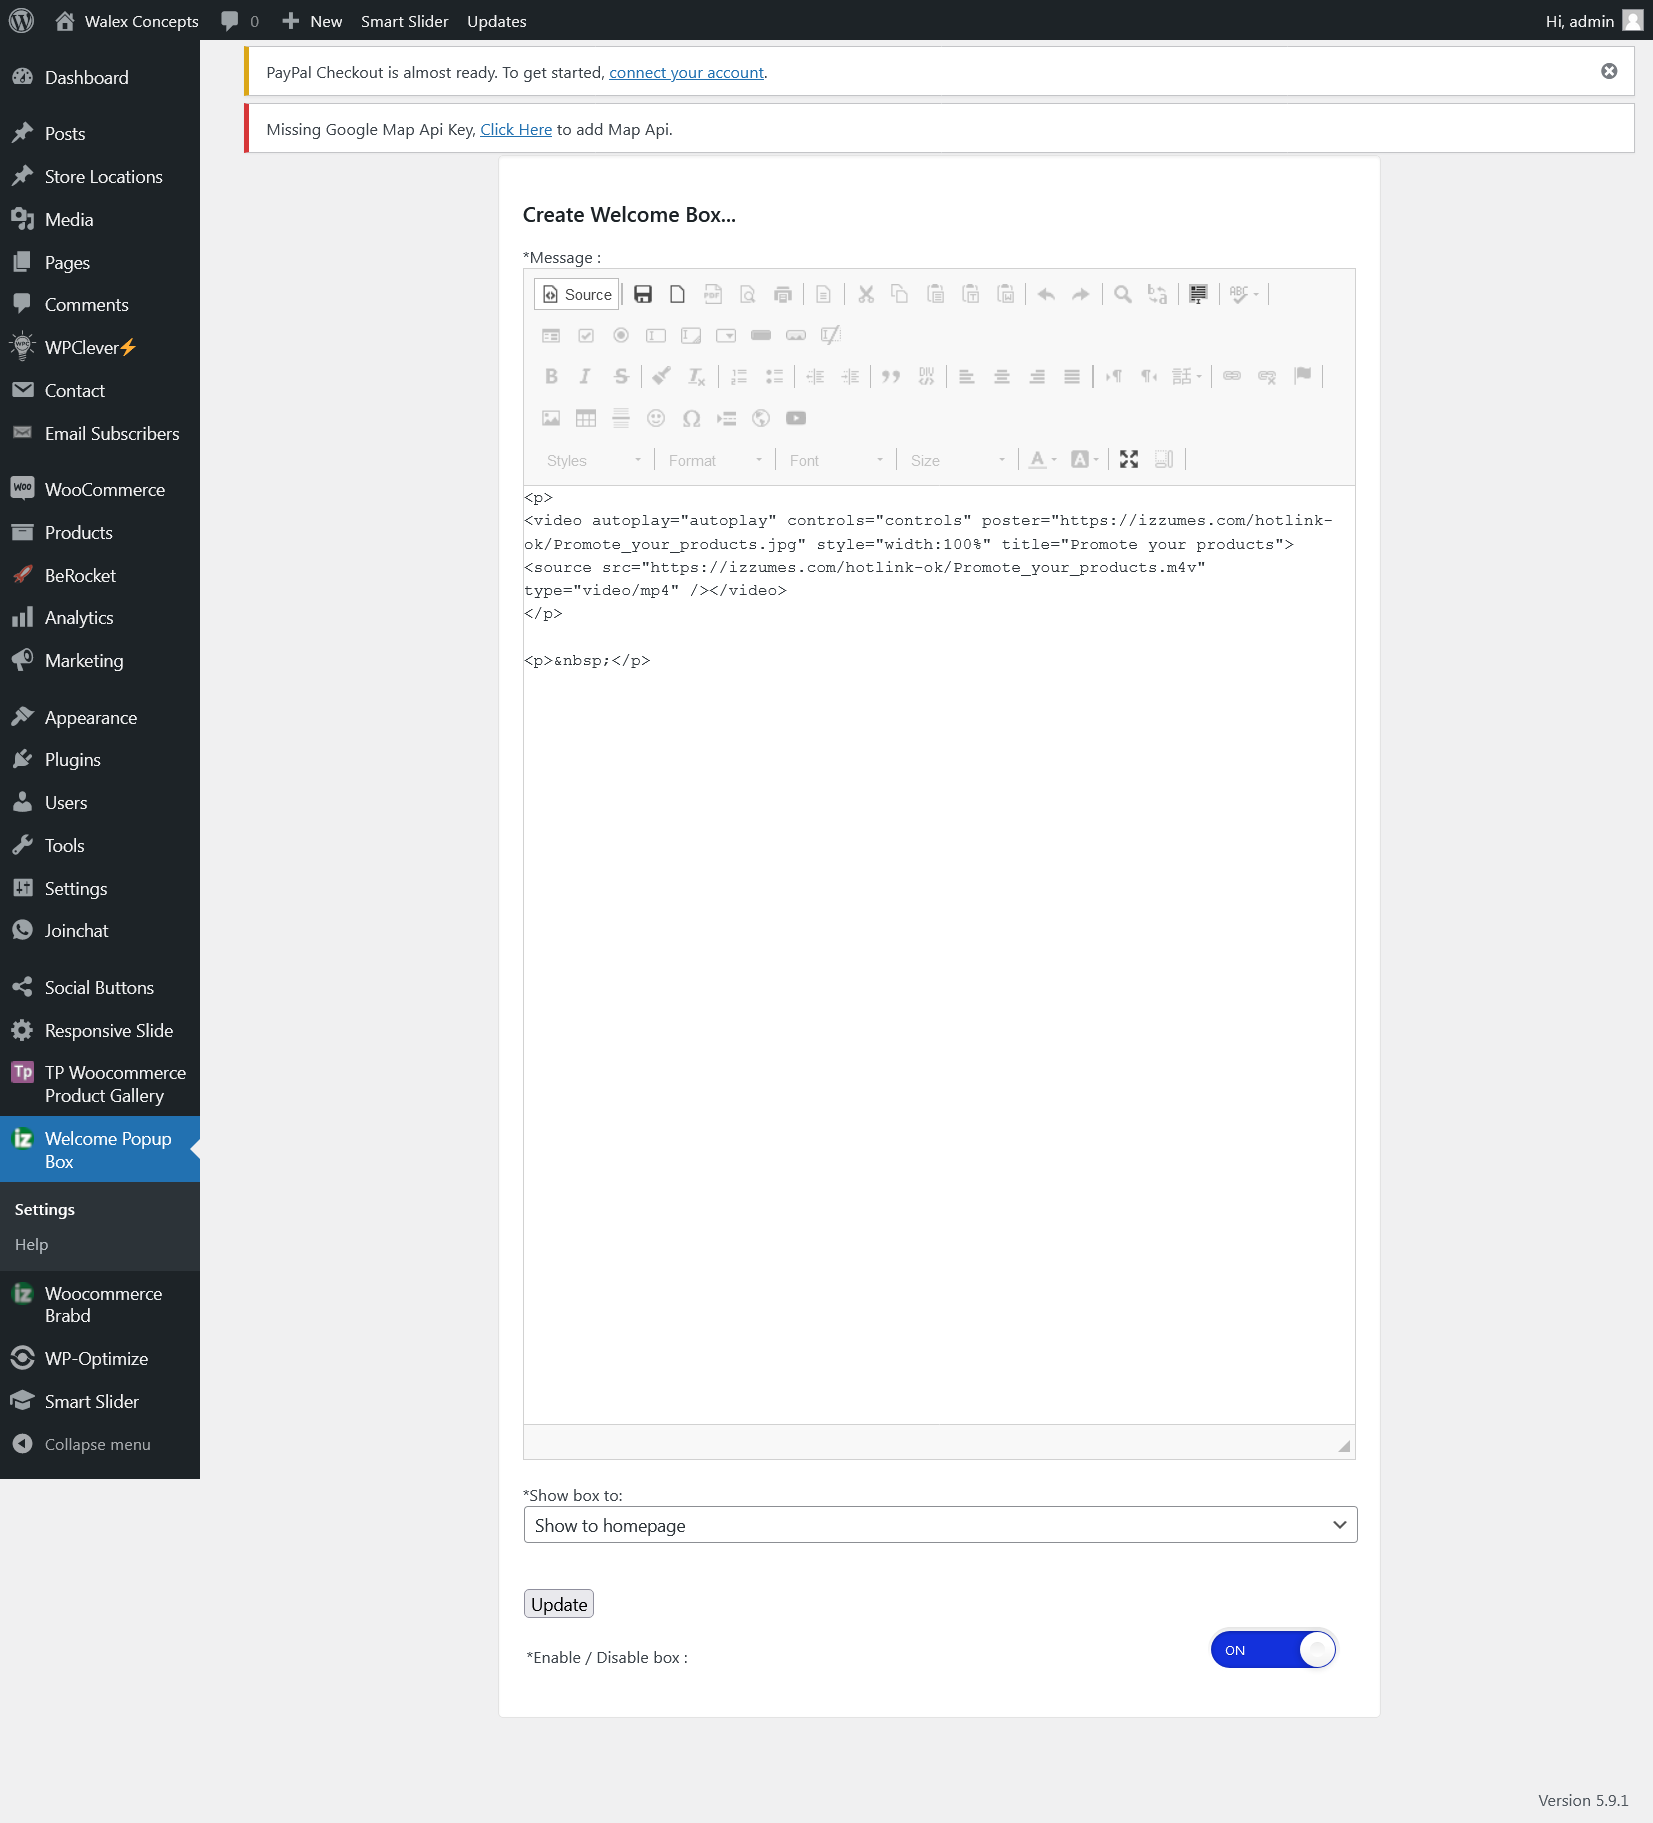 Walex Concepts 0 New Smart Slider Updates Hi, admin
PayPal Checkout is almost ready. To get started, connect your account.
Missing Google Map Api Key, Click Here to add Map Api.
Dashboard
Posts
Store Locations
Media
Pages
Comments
WPClever⚡
Contact
Email Subscribers
WooCommerce
Products
BeRocket
Analytics
Marketing
Appearance
Plugins
Users
Tools
Settings
Joinchat
Social Buttons
Responsive Slide
TP Woocommerce
Product Gallery
Welcome Popup
Box
Settings
Help
Woocommerce
Brabd
WP-Optimize
Smart Slider
Collapse menu
Create Welcome Box...
*Message :
Source
Styles Format Font Size
<p>
<video autoplay="autoplay" controls="controls" poster="https://izzumes.com/hotlink-
ok/Promote_your_products.jpg" style="width:100%" title="Promote your products">
<source src="https://izzumes.com/hotlink-ok/Promote_your_products.m4v"
type="video/mp4" /></video>
</p>
<p>&nbsp;</p>
*Show box to:
Show to homepage
Update
*Enable / Disable box :
ON
Version 5.9.1